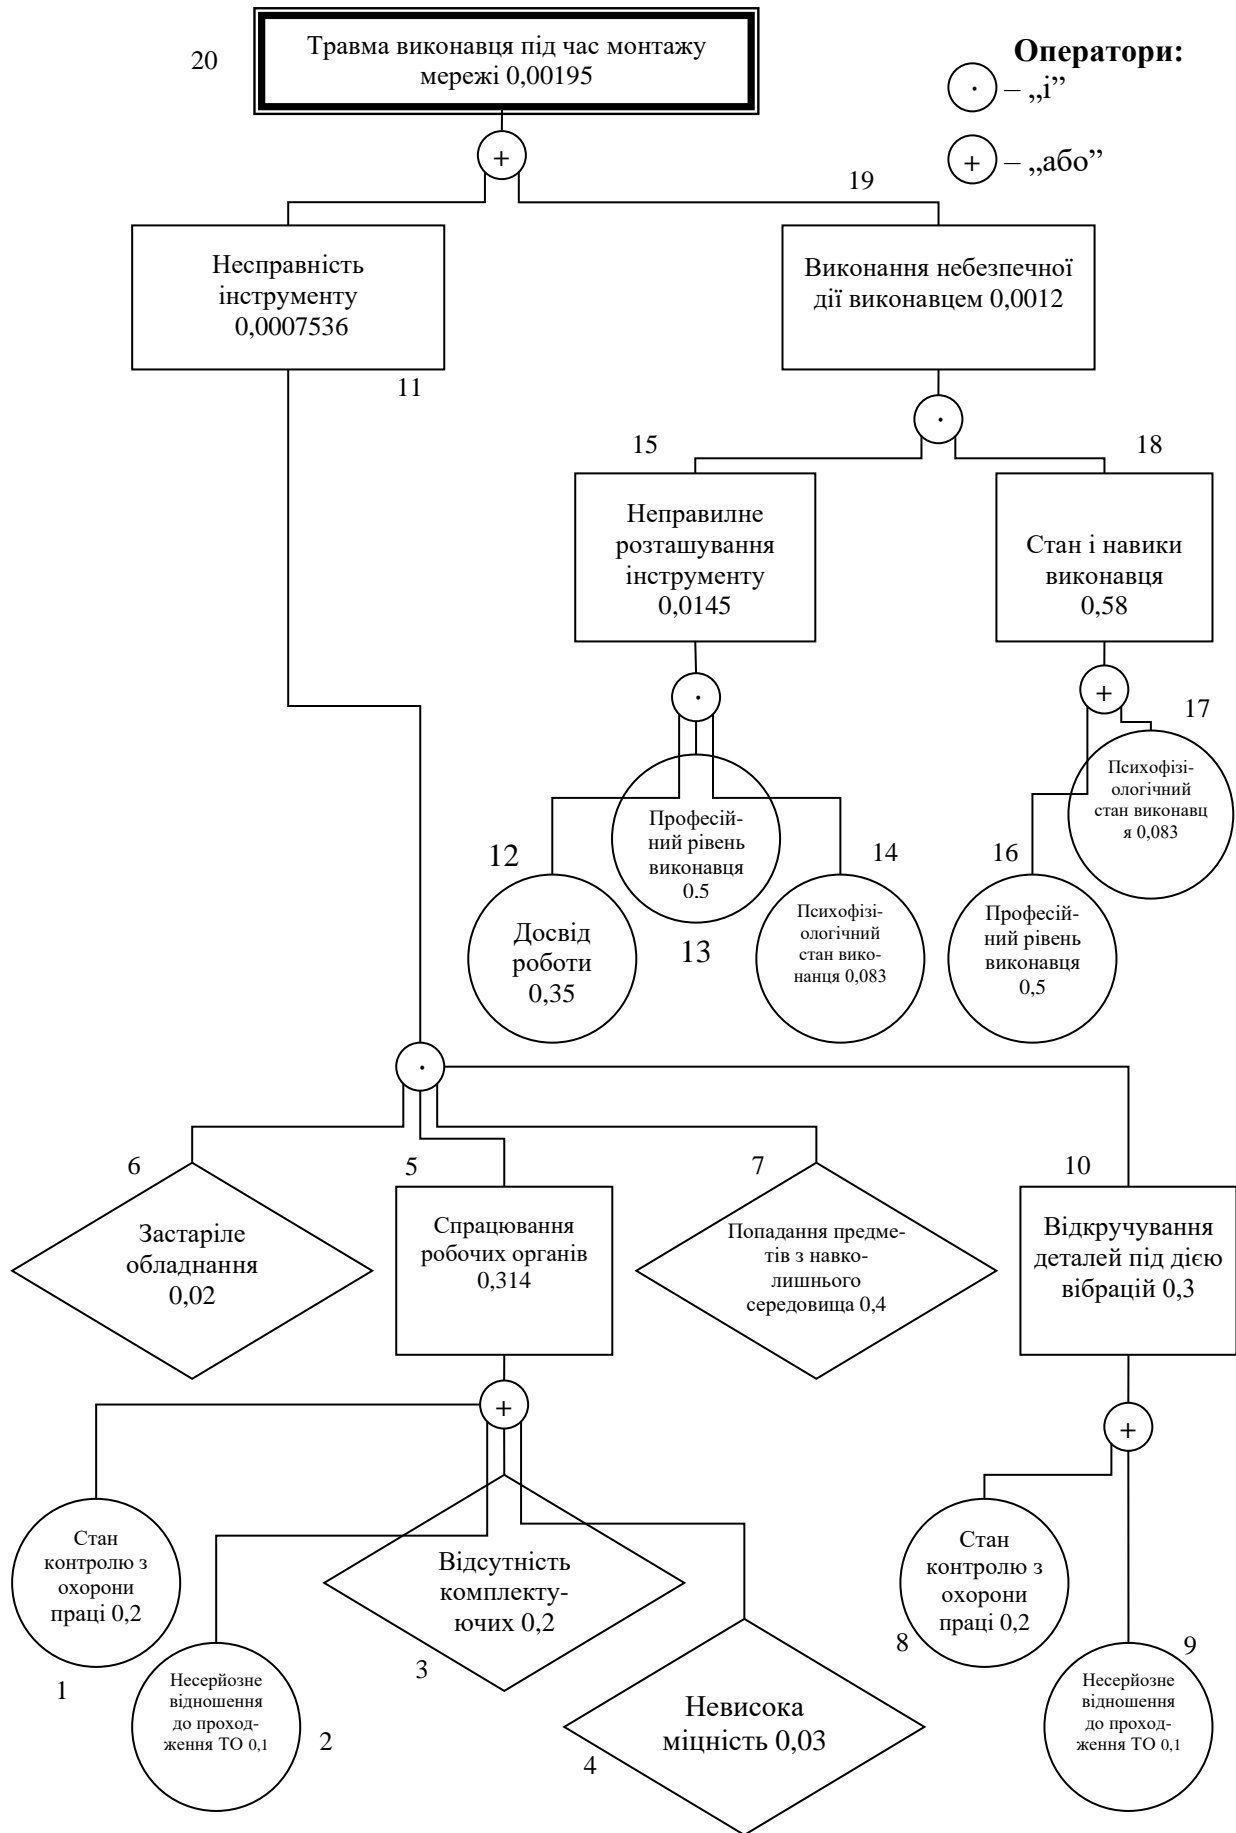 20
Травма виконавця під час монтажу
мережі 0,00195
Оператори:
· – „і”
+ – „або”
+
19
Несправність
інструменту
0,0007536
11
Виконання небезпечної
дії виконавцем 0,0012
·
15
18
Неправилне
розташування
інструменту
0,0145
Стан і навики
виконавця
0,58
·
+
17
Психофізі-
ологічний
стан виконавц
я 0,083
12
Професій-
ний рівень
виконавця
0.5
14
16
Досвід
роботи
0,35
13
Психофізі-
ологічний
стан вико-
нанця 0,083
Професій-
ний рівень
виконавця
0,5
·
6
5
7
10
Застаріле
обладнання
0,02
Спрацювання
робочих органів
0,314
Попадання предме-
тів з навко-
лишнього
середовища 0,4
Відкручування
деталей під дією
вібрацій 0,3
+
+
Стан
контролю з
охорони
праці 0,2
1
Несерйозне
відношення
до проход-
ження ТО 0,1
2
Відсутність
комплекту-
ючих 0,2
3
Невисока
міцність 0,03
4
Стан
контролю з
охорони
праці 0,2
8
9
Несерйозне
відношення
до проход-
ження ТО 0,1